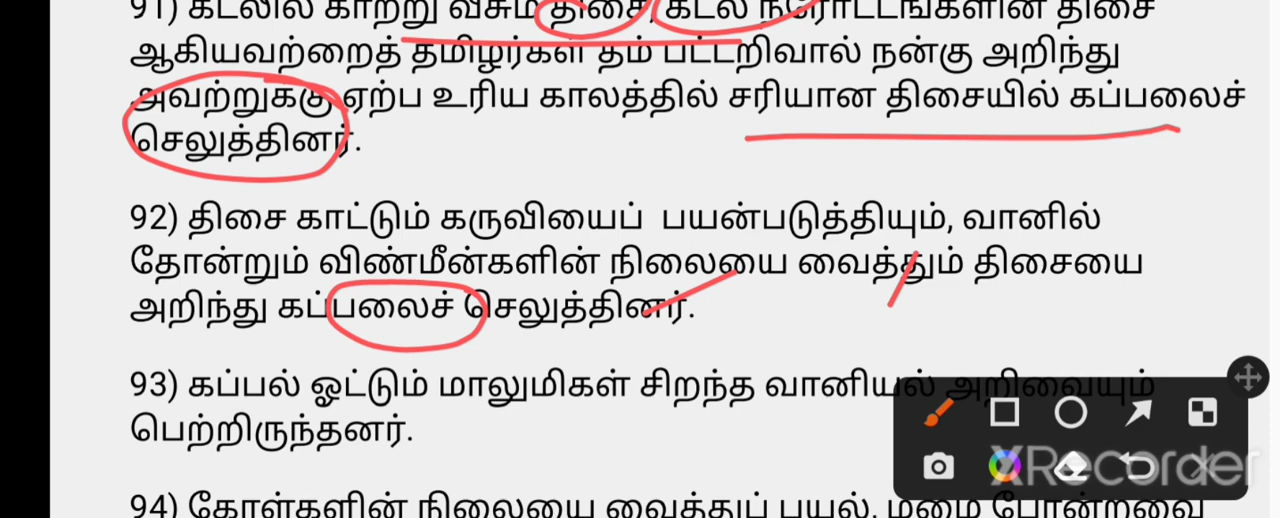 91) கடலில் காற்று வீசும் திசை, கடல் நீரோட்டங்களின் திசை
ஆகியவற்றைத் தமிழர்கள் தம் பட்டறிவால் நன்கு அறிந்து
அவற்றுக்கு ஏற்ப உரிய காலத்தில் சரியான திசையில் கப்பலைச்
செலுத்தினர்.
92) திசை காட்டும் கருவியைப் பயன்படுத்தியும், வானில்
தோன்றும் விண்மீன்களின் நிலையை வைத்தும் திசையை
அறிந்து கப்பலைச் செலுத்தினர்.
93) கப்பல் ஓட்டும் மாலுமிகள் சிறந்த வானியல் அறிவையும்
பெற்றிருந்தனர்.
XRecorder
94) கோள்களின் நிலையை வைத்துப் புயல், மழை போன்றவை